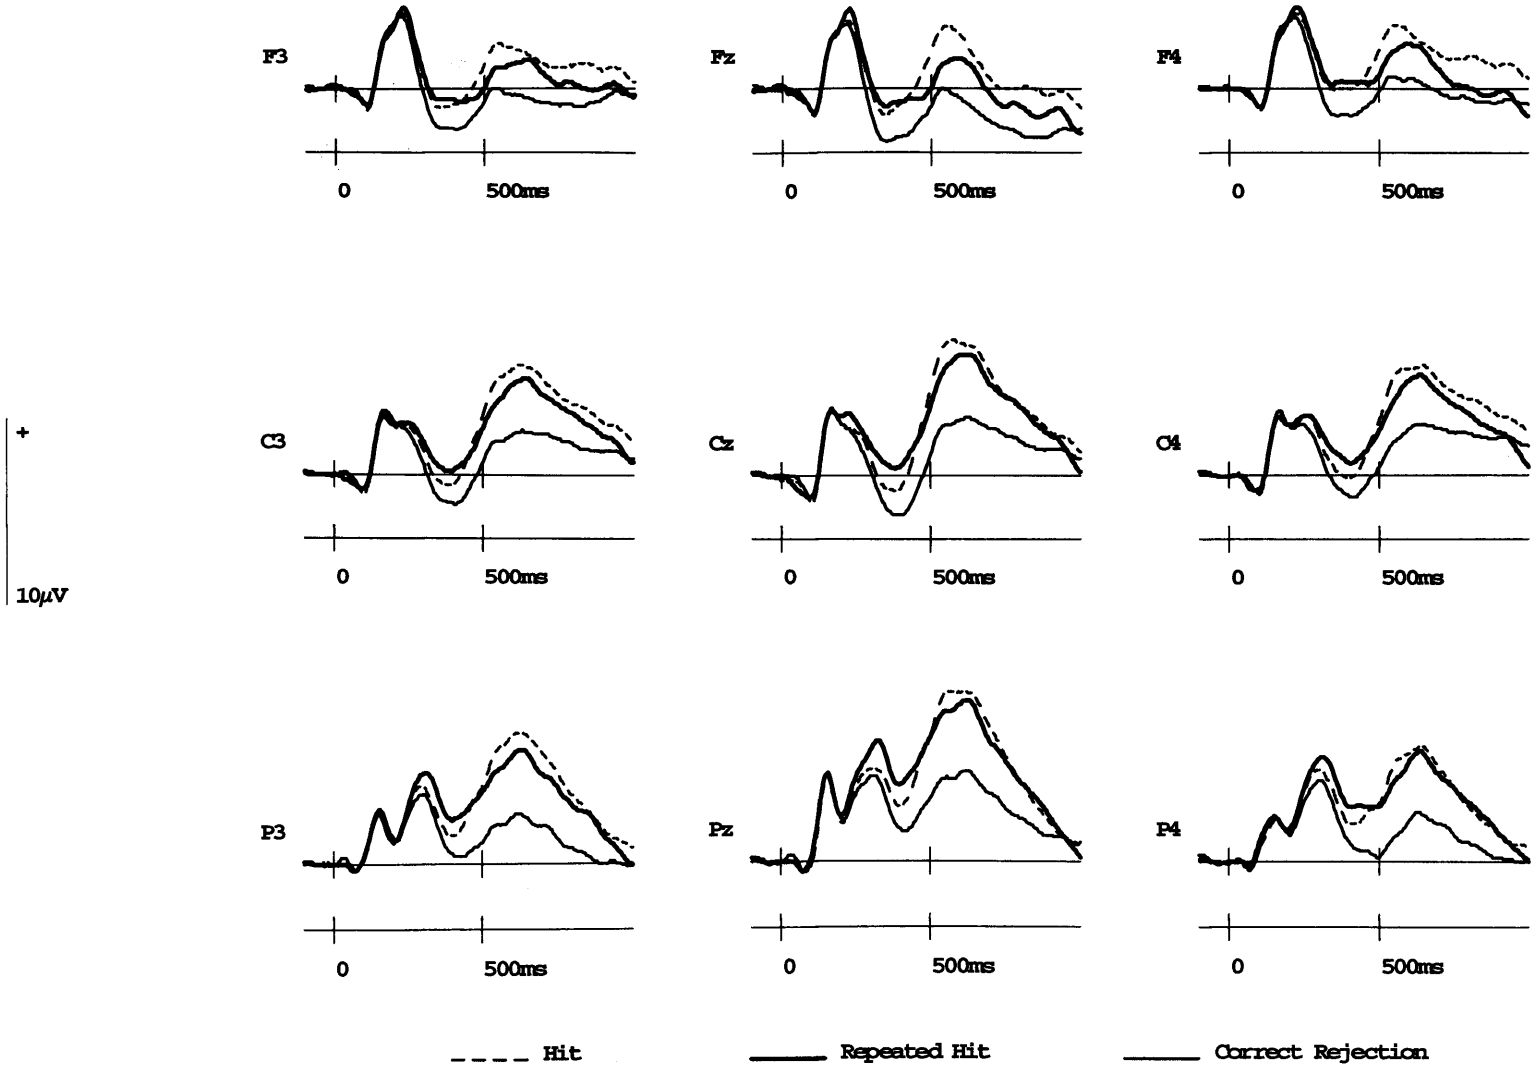 F3 Fz F4
0 500ms 0 500ms 0 500ms
+
C3 Cz C4
0 500ms 0 500ms 0 500ms
10μV
P3 Pz P4
0 500ms 0 500ms 0 500ms
Hit Repeated Hit Correct Rejection